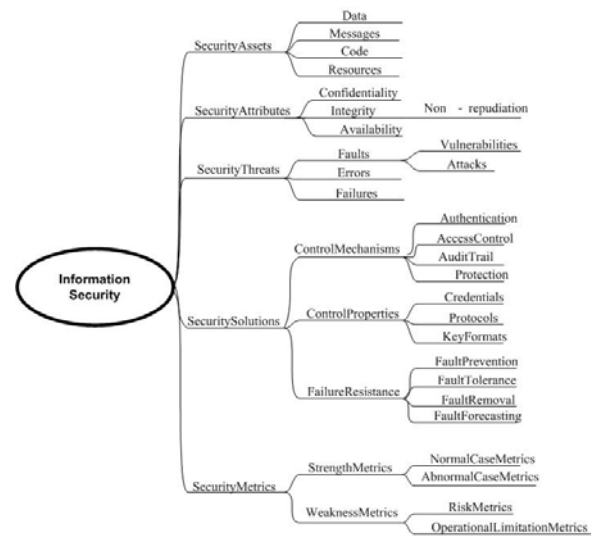 Data
Messages
SecurityAssets
Code
Resources
Confidentiality
SecurityAttributes
Integrity
Non - repudiation
Availability
Vulnerabilities
Faults
SecurityThreats
Attacks
Errors
Failures
Authentication
ControlMechanisms
AccessControl
AuditTrail
Protection
Information
Security
Credentials
SecuritySolutions
ControlProperties
Protocols
KeyFormats
FaultPrevention
FaultTolerance
FailureResistance
FaultRemoval
FaultForecasting
NormalCaseMetrics
StrengthMetrics
AbnormalCaseMetrics
SecurityMetrics
RiskMetrics
WeaknessMetrics
OperationalLimitationMetrics